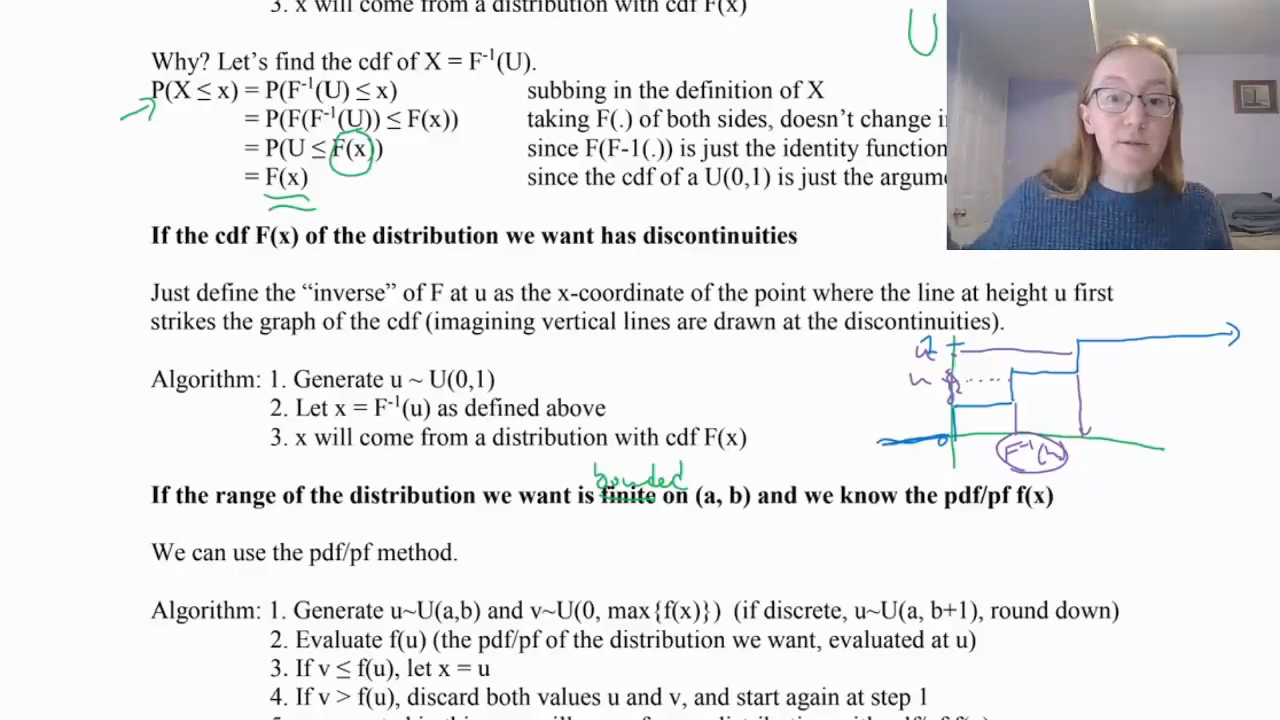 3. x will come from a distribution with cdf F(x)
U
Why? Let's find the cdf of X = F⁻¹(U).
P(X ≤ x) = P(F⁻¹(U) ≤ x) subbing in the definition of X
= P(F(F⁻¹(U)) ≤ F(x)) taking F(.) of both sides, doesn't change i
= P(U ≤ F(x)) since F(F-1(.)) is just the identity function
= F(x) since the cdf of a U(0,1) is just the argum
If the cdf F(x) of the distribution we want has discontinuities
Just define the “inverse” of F at u as the x-coordinate of the point where the line at height u first
strikes the graph of the cdf (imagining vertical lines are drawn at the discontinuities).
u
Algorithm: 1. Generate u ~ U(0,1)
u
2. Let x = F⁻¹(u) as defined above
3. x will come from a distribution with cdf F(x)
0
F⁻¹(u)
bounded
If the range of the distribution we want is finite on (a, b) and we know the pdf/pf f(x)
We can use the pdf/pf method.
Algorithm: 1. Generate u~U(a,b) and v~U(0, max{f(x)}) (if discrete, u~U(a, b+1), round down)
2. Evaluate f(u) (the pdf/pf of the distribution we want, evaluated at u)
3. If v ≤ f(u), let x = u
4. If v > f(u), discard both values u and v, and start again at step 1